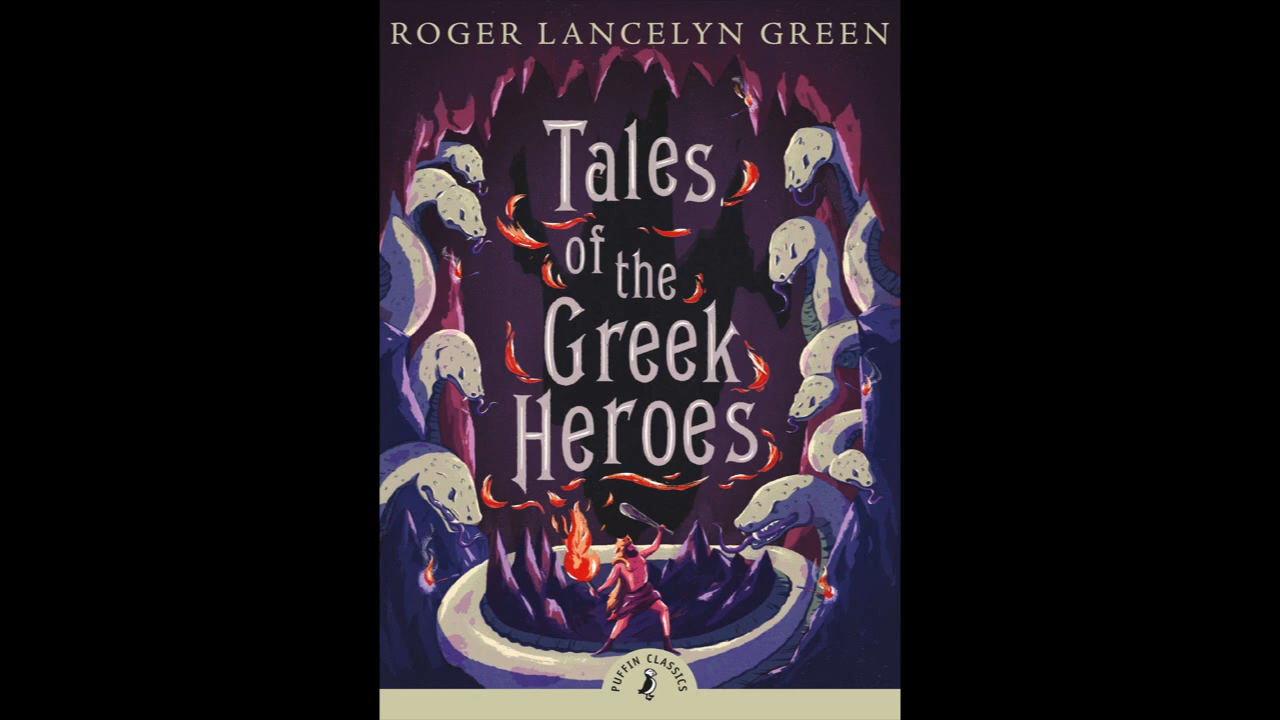 ROGER LANCELYN GREEN
Tales
of the
Greek
Heroes
PUFFIN CLASSICS